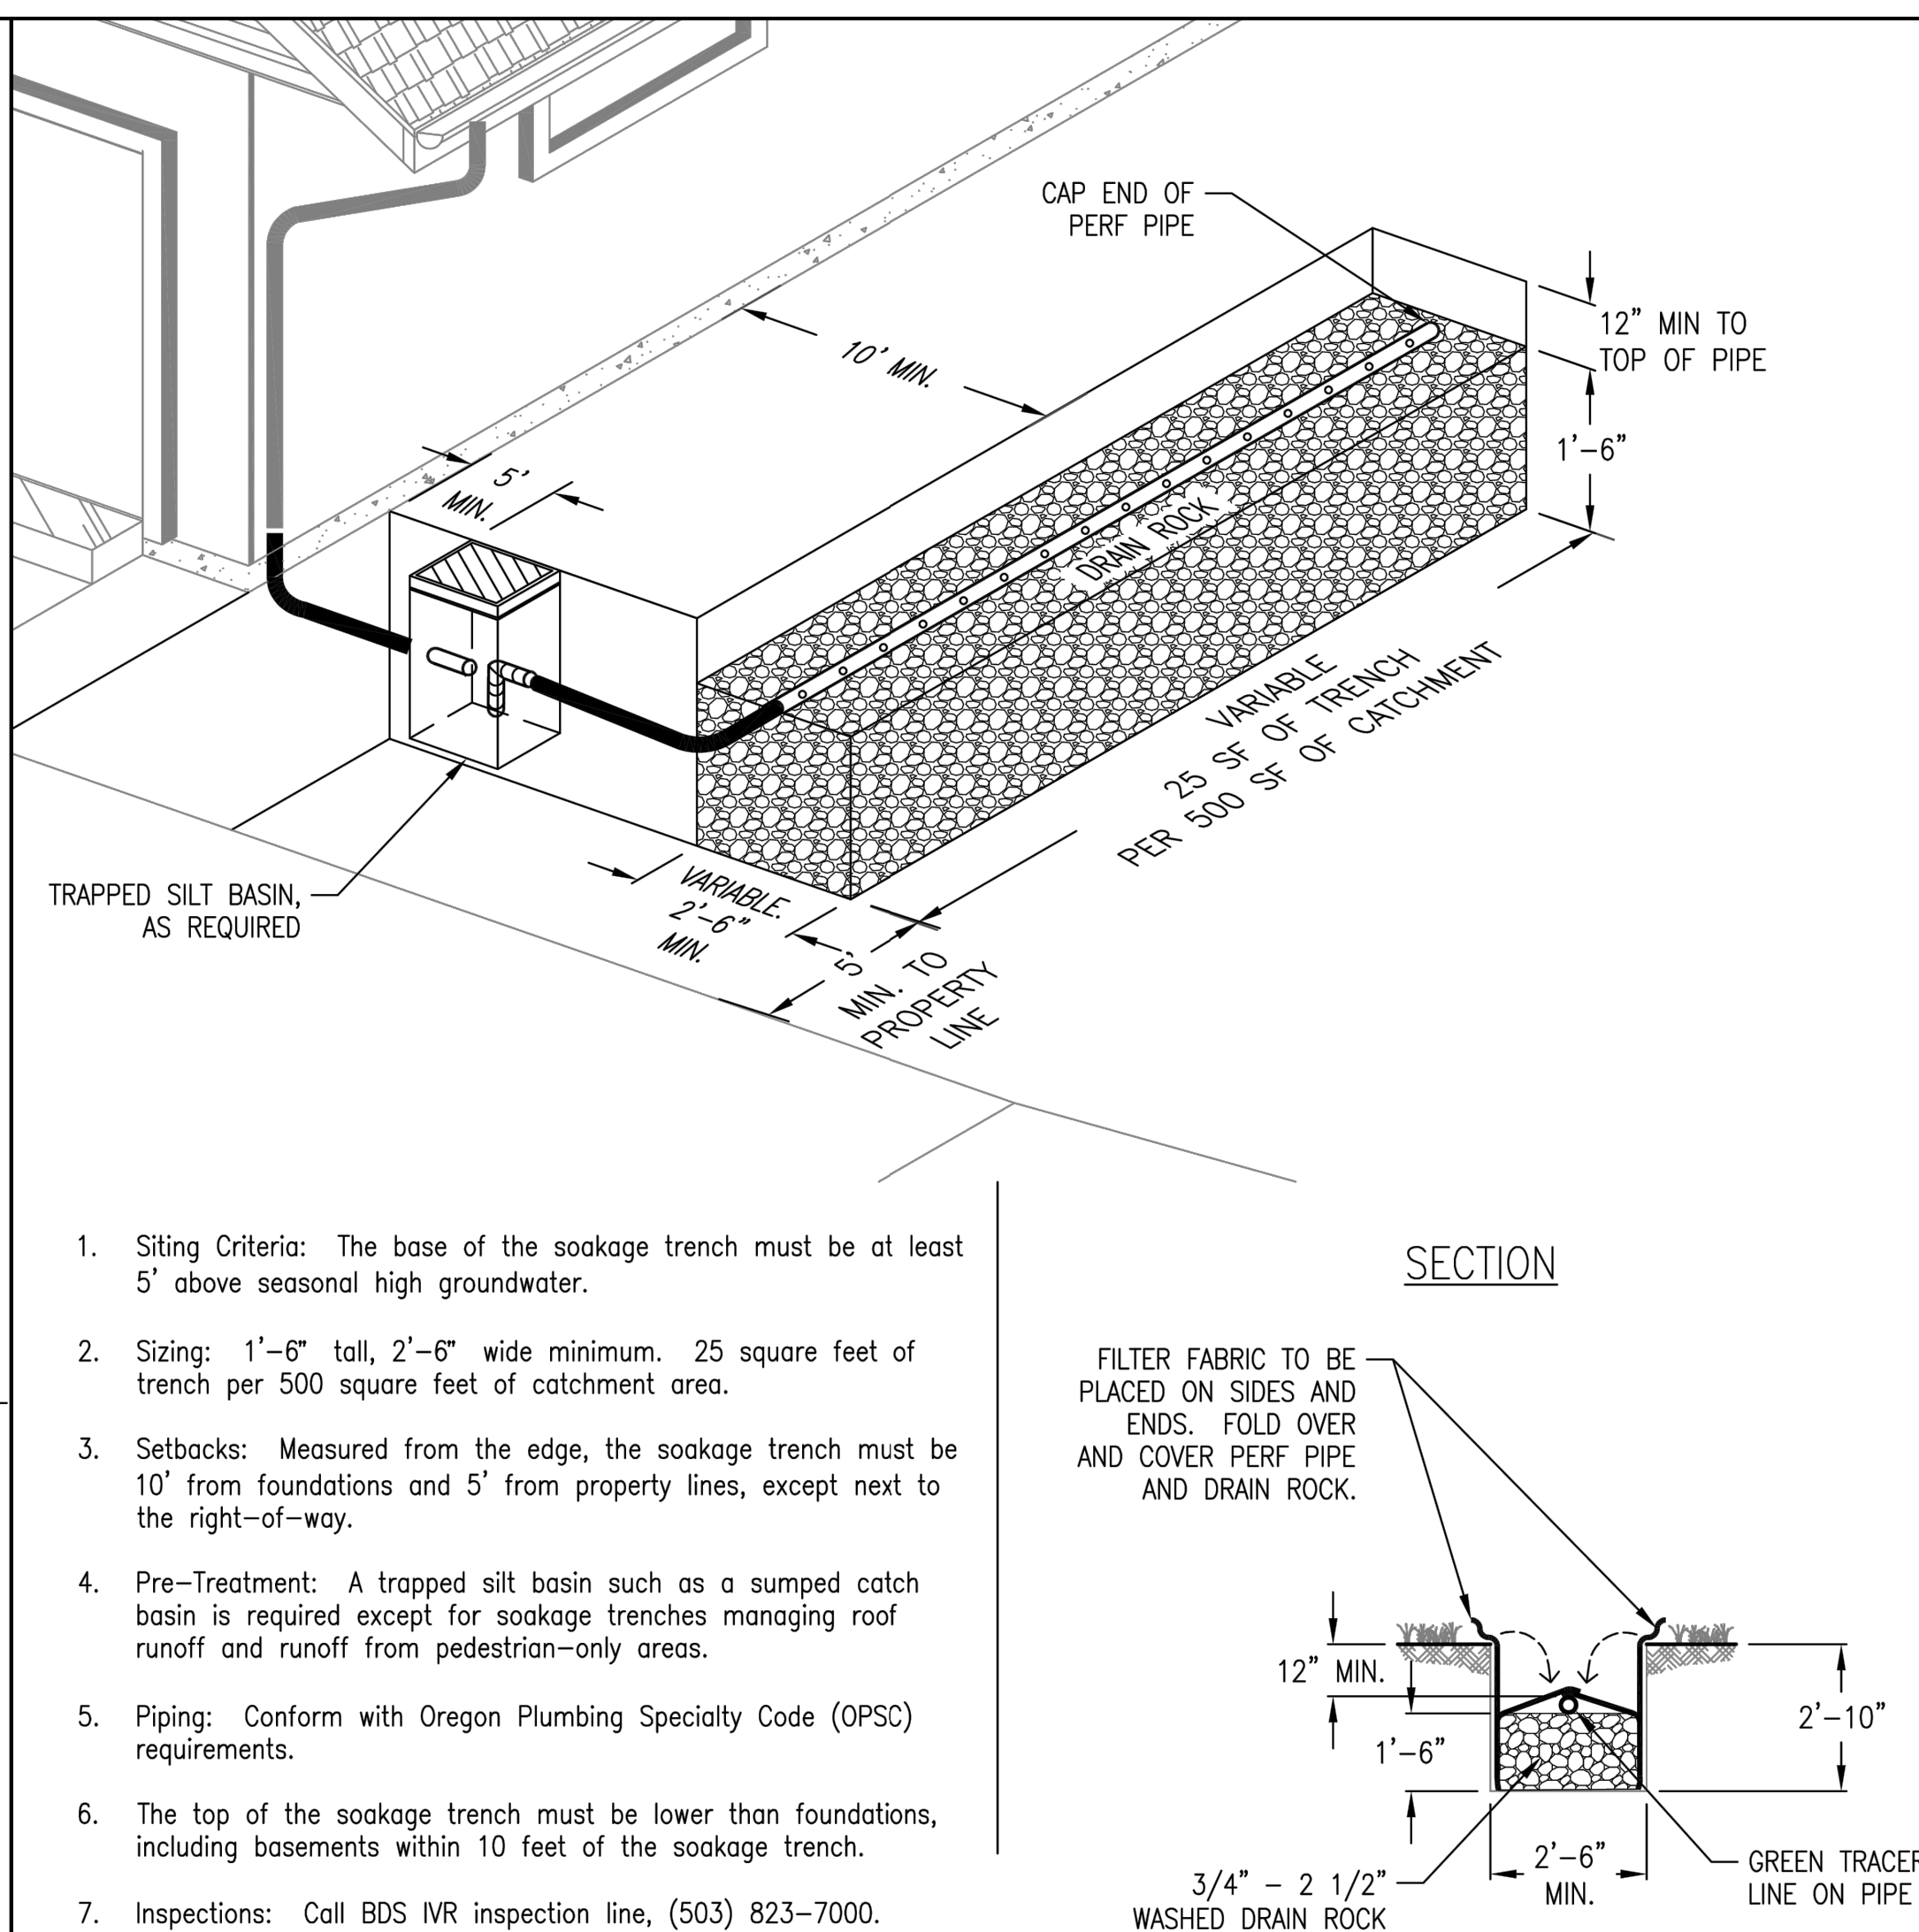 CAP END OF
PERF PIPE
12" MIN TO
TOP OF PIPE
10' MIN.
1'-6"
5'
MIN.
DRAIN ROCK
VARIABLE
25 SF OF TRENCH
PER 500 SF OF CATCHMENT
TRAPPED SILT BASIN,
AS REQUIRED
VARIABLE.
2'-6"
MIN.
5'
MIN. TO
PROPERTY
LINE
1. Siting Criteria: The base of the soakage trench must be at least
5' above seasonal high groundwater.
2. Sizing: 1'-6" tall, 2'-6" wide minimum. 25 square feet of
trench per 500 square feet of catchment area.
3. Setbacks: Measured from the edge, the soakage trench must be
10' from foundations and 5' from property lines, except next to
the right-of-way.
4. Pre-Treatment: A trapped silt basin such as a sumped catch
basin is required except for soakage trenches managing roof
runoff and runoff from pedestrian-only areas.
5. Piping: Conform with Oregon Plumbing Specialty Code (OPSC)
requirements.
6. The top of the soakage trench must be lower than foundations,
including basements within 10 feet of the soakage trench.
7. Inspections: Call BDS IVR inspection line, (503) 823-7000.
SECTION
FILTER FABRIC TO BE
PLACED ON SIDES AND
ENDS. FOLD OVER
AND COVER PERF PIPE
AND DRAIN ROCK.
12" MIN.
1'-6"
2'-10"
2'-6"
MIN.
3/4" - 2 1/2"
WASHED DRAIN ROCK
GREEN TRACER
LINE ON PIPE